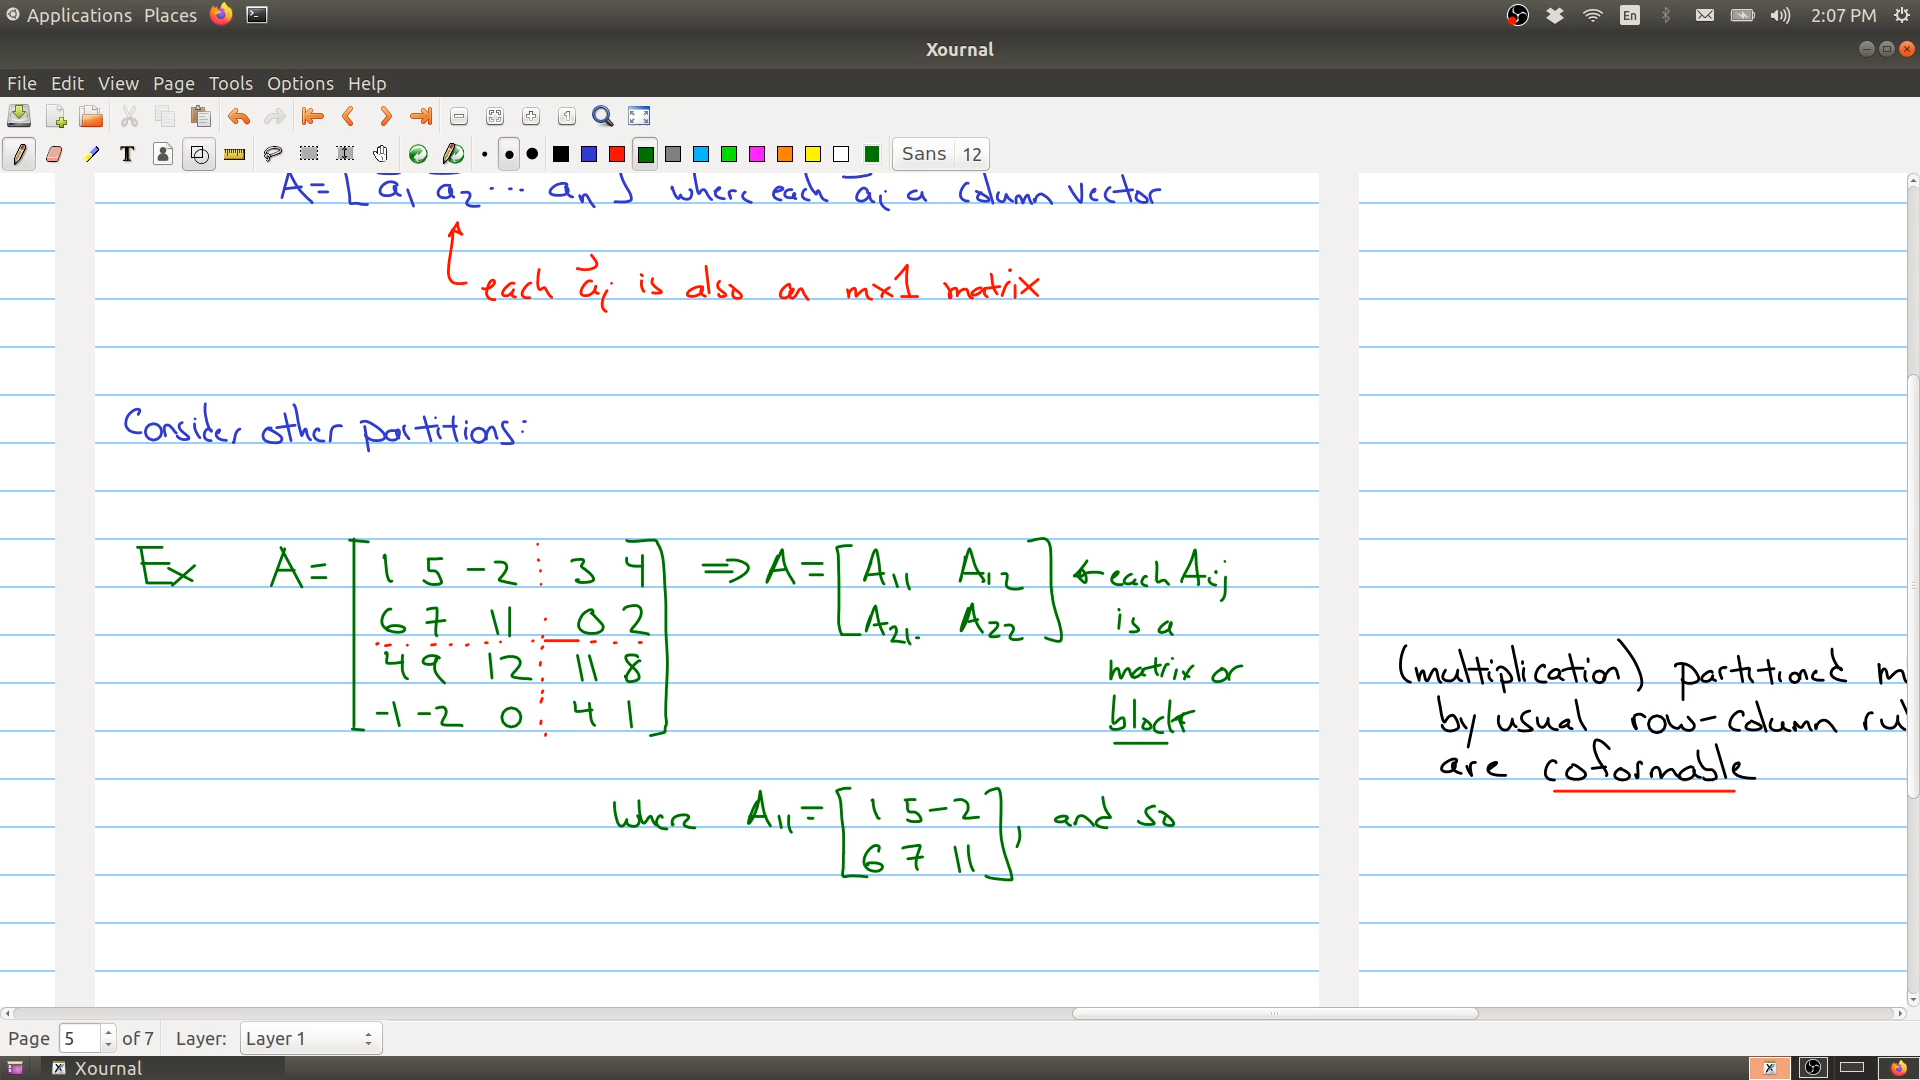 Applications Places En 2:07 PM
Xournal
File Edit View Page Tools Options Help
T Sans 12
A = [ a1 a2 ... an ] where each ai a column vector
each ai is also an mx1 matrix
Consider other partitions:
Ex A = [ 1 5 -2 3 4 ⇒ A = [ A11 A12 ← each Aij
6 7 11 0 2 A21 A22 ] is a
4 9 12 11 8 matrix or
-1 -2 0 4 1 ] block
where A11 = [ 1 5 -2
6 7 11 ], and so
(multiplication) partitioned m
by usual row-column ru
are coformable
Page 5 of 7 Layer: Layer 1
Xournal